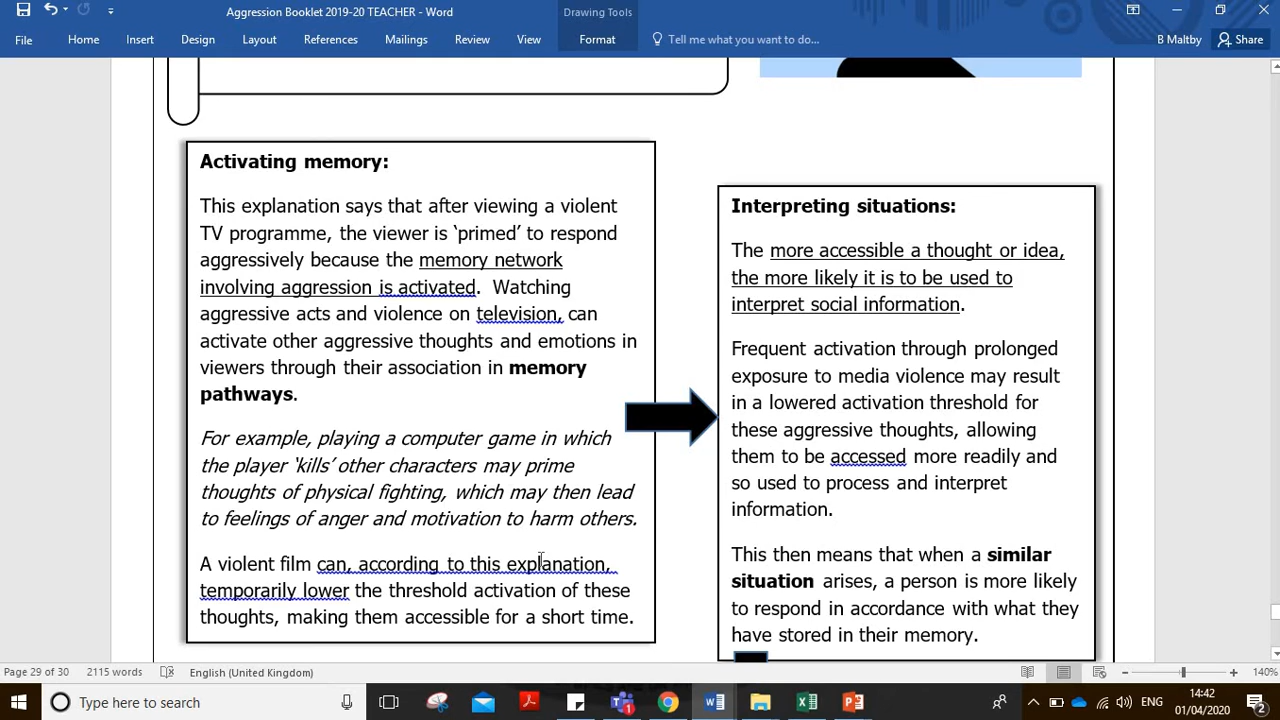 Aggression Booklet 2019-20 TEACHER - Word
Drawing Tools
File
Home
Insert
Design
Layout
References
Mailings
Review
View
Format
Tell me what you want to do...
B Maltby
Share
Activating memory:
This explanation says that after viewing a violent
TV programme, the viewer is ‘primed’ to respond
aggressively because the memory network
involving aggression is activated. Watching
aggressive acts and violence on television, can
activate other aggressive thoughts and emotions in
viewers through their association in memory
pathways.
For example, playing a computer game in which
the player ‘kills’ other characters may prime
thoughts of physical fighting, which may then lead
to feelings of anger and motivation to harm others.
A violent film can, according to this explanation,
temporarily lower the threshold activation of these
thoughts, making them accessible for a short time.
Interpreting situations:
The more accessible a thought or idea,
the more likely it is to be used to
interpret social information.
Frequent activation through prolonged
exposure to media violence may result
in a lowered activation threshold for
these aggressive thoughts, allowing
them to be accessed more readily and
so used to process and interpret
information.
This then means that when a similar
situation arises, a person is more likely
to respond in accordance with what they
have stored in their memory.
Page 29 of 30
2115 words
English (United Kingdom)
140%
Type here to search
ENG
14:42
01/04/2020